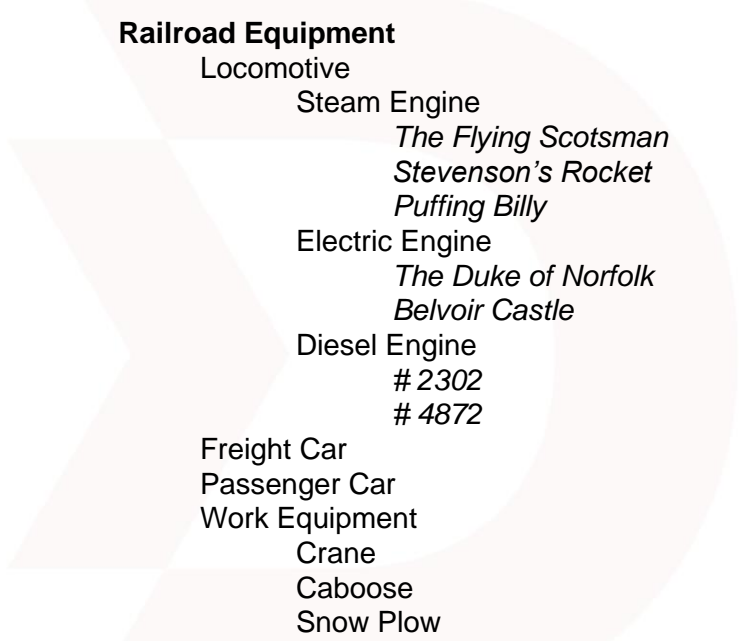 Railroad Equipment
Locomotive
Steam Engine
The Flying Scotsman
Stevenson’s Rocket
Puffing Billy
Electric Engine
The Duke of Norfolk
Belvoir Castle
Diesel Engine
# 2302
# 4872
Freight Car
Passenger Car
Work Equipment
Crane
Caboose
Snow Plow